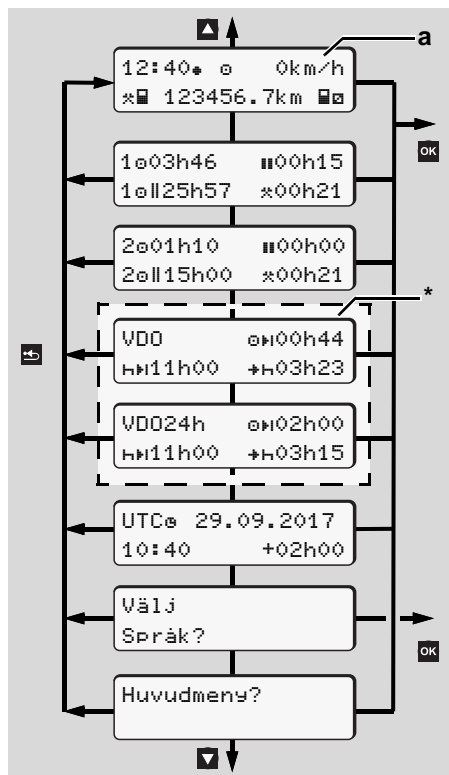 a
12:40 0km/h
123456.7km
OK
1 03h46 00h15
1 25h57 00h21
2 01h10 00h00
2 15h00 00h21
*
VDO 00h44
11h00 03h23
VDO24h 02h00
11h00 03h15
UTC 29.09.2017
10:40 +02h00
Välj
Språk?
OK
Huvudmeny?